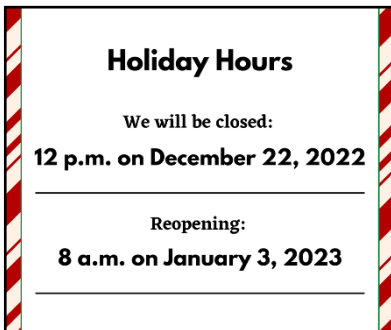 Holiday Hours
We will be closed:
12 p.m. on December 22, 2022
Reopening:
8 a.m. on January 3, 2023